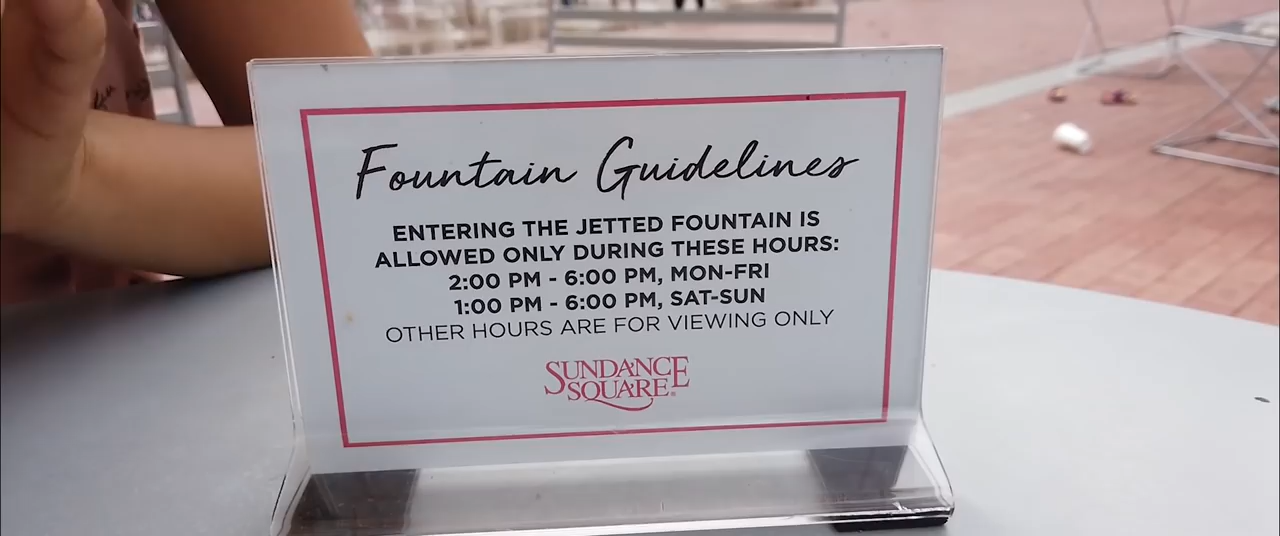 Fountain Guidelines
ENTERING THE JETTED FOUNTAIN IS
ALLOWED ONLY DURING THESE HOURS:
2:00 PM - 6:00 PM, MON-FRI
1:00 PM - 6:00 PM, SAT-SUN
OTHER HOURS ARE FOR VIEWING ONLY
SUNDANCE
SQUARE®